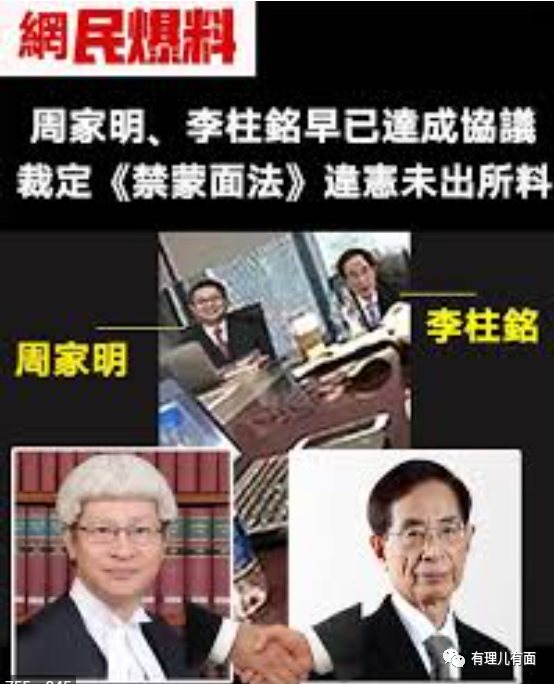 網民爆料
周家明、李柱銘早已達成協議
裁定《禁蒙面法》違憲未出所料
周家明
李柱銘
有理儿有面